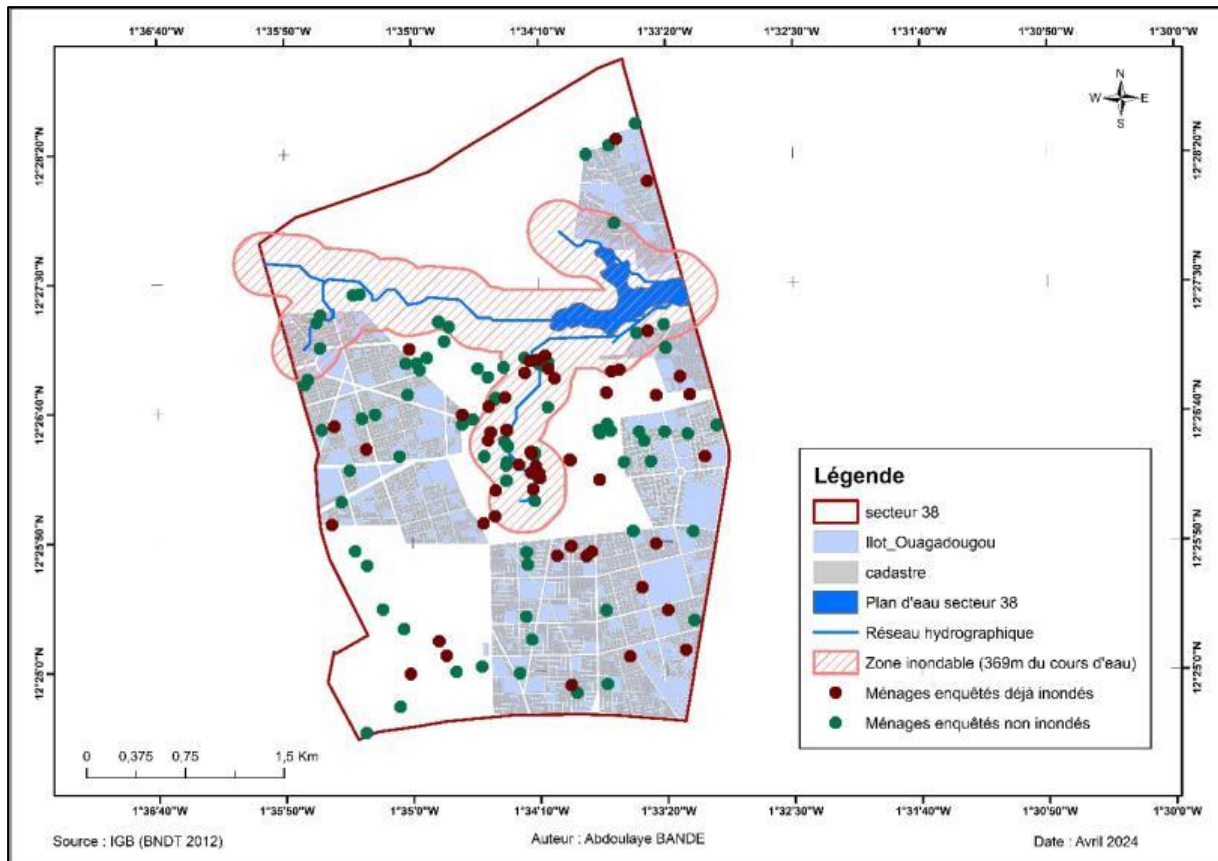 1°36'40"W 1°35'50"W 1°35'0"W 1°34'10"W 1°33'20"W 1°32'30"W 1°31'40"W 1°30'50"W 1°30'0"W
N
W E
S
12°28'20"N 12°28'20"N
12°27'30"N 12°27'30"N
12°26'40"N 12°26'40"N
12°25'50"N 12°25'50"N
12°25'0"N 12°25'0"N
Légende
secteur 38
Ilot_Ouagadougou
cadastre
Plan d'eau secteur 38
Réseau hydrographique
Zone inondable (369m du cours d'eau)
Ménages enquêtés déjà inondés
Ménages enquêtés non inondés
0 0,375 0,75 1,5 Km
1°36'40"W 1°35'50"W 1°35'0"W 1°34'10"W 1°33'20"W 1°32'30"W 1°31'40"W 1°30'50"W 1°30'0"W
Source : IGB (BNDT 2012) Auteur : Abdoulaye BANDE Date : Avril 2024